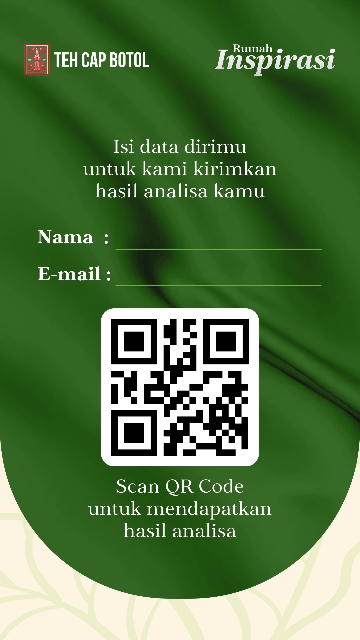 TEH CAP BOTOL
Rumah
Inspirasi
Isi data dirimu
untuk kami kirimkan
hasil analisa kamu
Nama :
E-mail :
Scan QR Code
untuk mendapatkan
hasil analisa